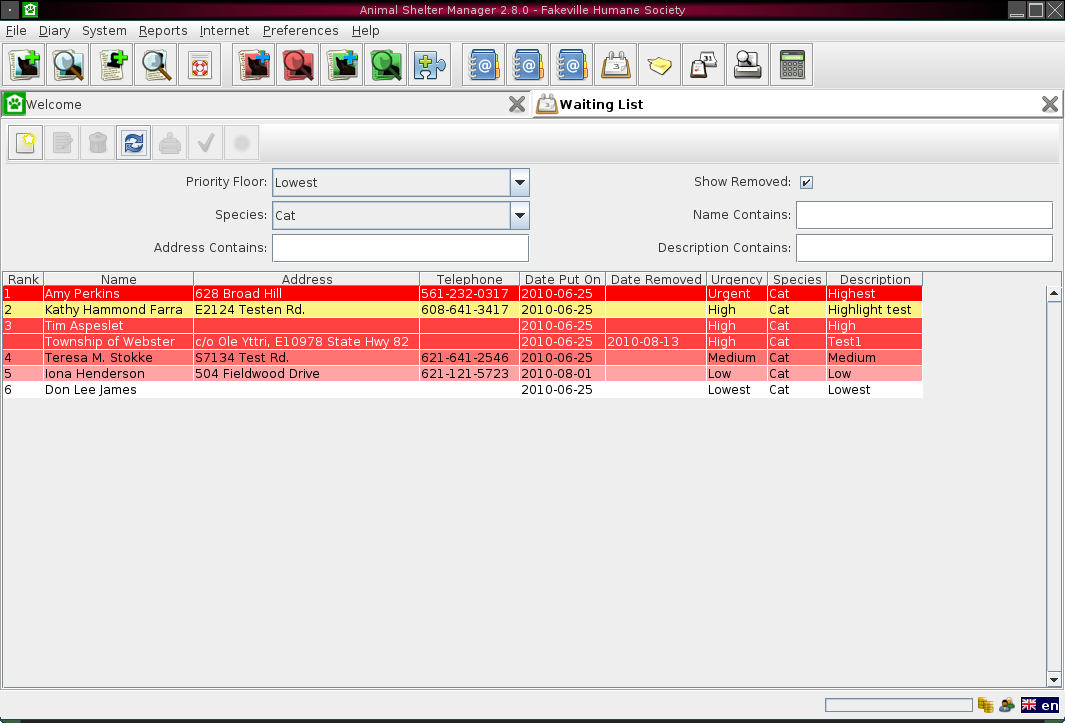 Animal Shelter Manager 2.8.0 - Fakeville Humane Society
File Diary System Reports Internet Preferences Help
Welcome Waiting List
Priority Floor: Lowest Show Removed:
Species: Cat Name Contains:
Address Contains: Description Contains:
Rank Name Address Telephone Date Put On Date Removed Urgency Species Description
1 Amy Perkins 628 Broad Hill 561-232-0317 2010-06-25 Urgent Cat Highest
2 Kathy Hammond Farra E2124 Testen Rd. 608-641-3417 2010-06-25 High Cat Highlight test
3 Tim Aspeslet 2010-06-25 High Cat High
Township of Webster c/o Ole Yttri, E10978 State Hwy 82 2010-06-25 2010-08-13 High Cat Test1
4 Teresa M. Stokke S7134 Test Rd. 621-641-2546 2010-06-25 Medium Cat Medium
5 Iona Henderson 504 Fieldwood Drive 621-121-5723 2010-08-01 Low Cat Low
6 Don Lee James 2010-06-25 Lowest Cat Lowest
en